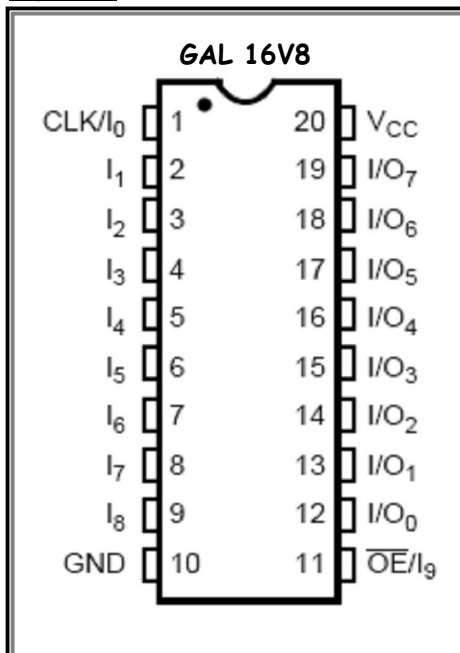 GAL 16V8
CLK/I₀ 1 20 V_CC
I₁ 2 19 I/O₇
I₂ 3 18 I/O₆
I₃ 4 17 I/O₅
I₄ 5 16 I/O₄
I₅ 6 15 I/O₃
I₆ 7 14 I/O₂
I₇ 8 13 I/O₁
I₈ 9 12 I/O₀
GND 10 11 O̅E̅/I₉